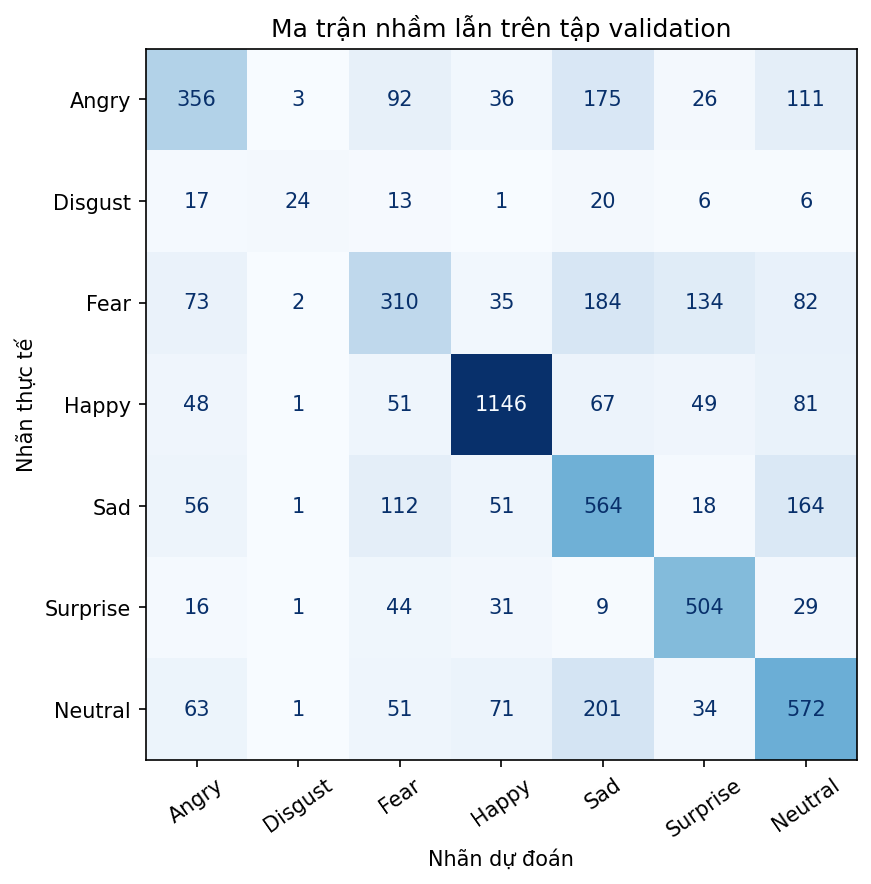 Ma trận nhầm lẫn trên tập validation
Nhãn thực tế
Angry 356 3 92 36 175 26 111
Disgust 17 24 13 1 20 6 6
Fear 73 2 310 35 184 134 82
Happy 48 1 51 1146 67 49 81
Sad 56 1 112 51 564 18 164
Surprise 16 1 44 31 9 504 29
Neutral 63 1 51 71 201 34 572
Angry Disgust Fear Happy Sad Surprise Neutral
Nhãn dự đoán